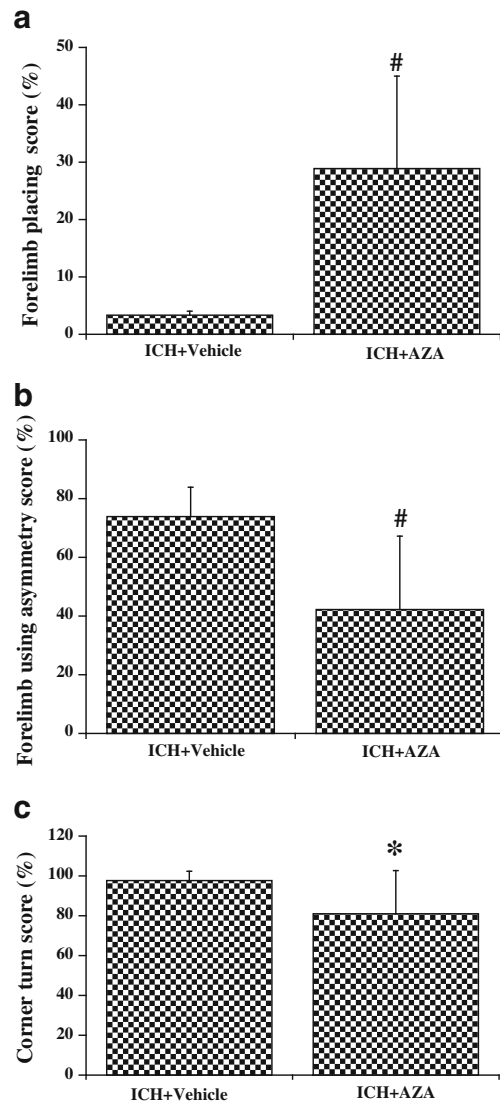 a
Forelimb placing score (%)
50
40
30
20
10
0
#
ICH+Vehicle
ICH+AZA
b
Forelimb using asymmetry score (%)
100
80
60
40
20
0
#
ICH+Vehicle
ICH+AZA
c
Corner turn score (%)
120
100
80
60
40
20
0
*
ICH+Vehicle
ICH+AZA